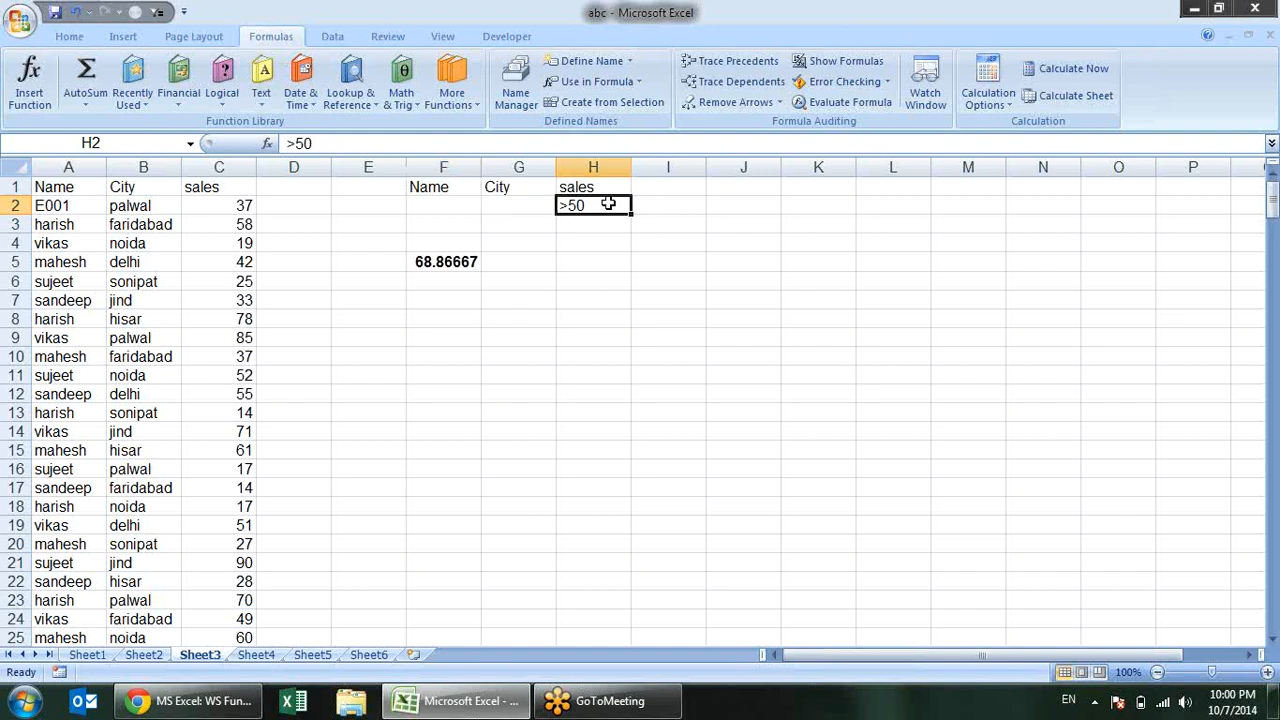 abc - Microsoft Excel
Home Insert Page Layout Formulas Data Review View Developer
Insert Function
AutoSum
Recently Used
Financial
Logical
Text
Date & Time
Lookup & Reference
Math & Trig
More Functions
Function Library
Name Manager
Define Name
Use in Formula
Create from Selection
Defined Names
Trace Precedents
Trace Dependents
Remove Arrows
Show Formulas
Error Checking
Evaluate Formula
Formula Auditing
Watch Window
Calculation Options
Calculate Now
Calculate Sheet
Calculation
H2 fx >50
A B C D E F G H I J K L M N O P
1 Name City sales Name City sales
2 E001 palwal 37 >50
3 harish faridabad 58
4 vikas noida 19
5 mahesh delhi 42 68.86667
6 sujeet sonipat 25
7 sandeep jind 33
8 harish hisar 78
9 vikas palwal 85
10 mahesh faridabad 37
11 sujeet noida 52
12 sandeep delhi 55
13 harish sonipat 14
14 vikas jind 71
15 mahesh hisar 61
16 sujeet palwal 17
17 sandeep faridabad 14
18 harish noida 17
19 vikas delhi 51
20 mahesh sonipat 27
21 sujeet jind 90
22 sandeep hisar 28
23 harish palwal 70
24 vikas faridabad 49
25 mahesh noida 60
Sheet1 Sheet2 Sheet3 Sheet4 Sheet5 Sheet6
Ready 100%
MS Excel: WS Fun... Microsoft Excel - ... GoToMeeting EN 10:00 PM
10/7/2014